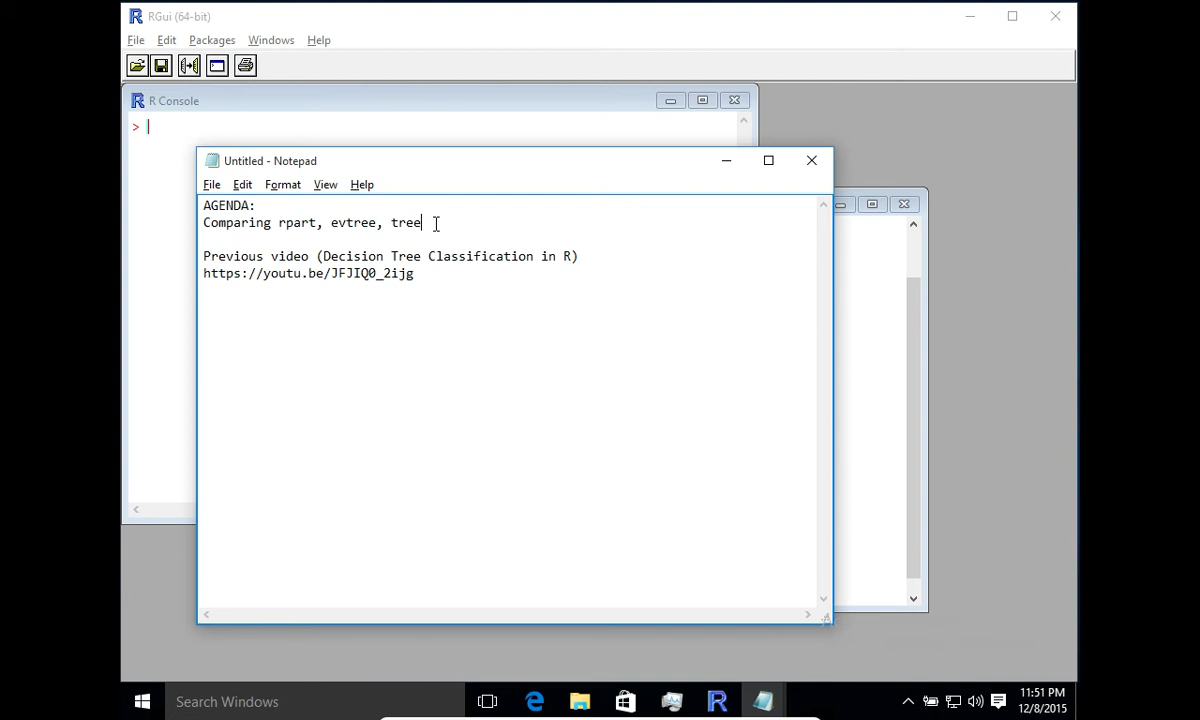 RGui (64-bit)
File Edit Packages Windows Help
R Console
>
Untitled - Notepad
File Edit Format View Help
AGENDA:
Comparing rpart, evtree, tree
Previous video (Decision Tree Classification in R)
https://youtu.be/JFJIQ0_2ijg
Search Windows
11:51 PM
12/8/2015